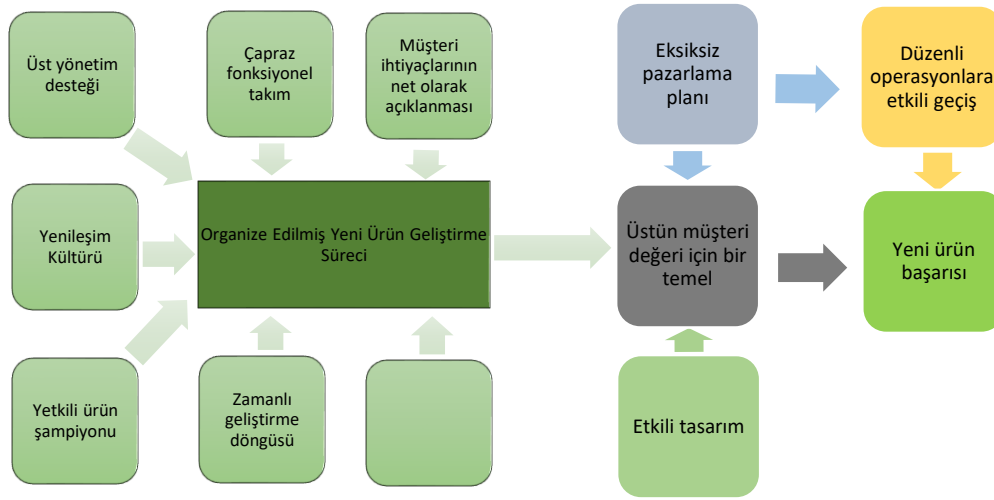 Üst yönetim
desteği
Çapraz
fonksiyonel
takım
Müşteri
ihtiyaçlarının
net olarak
açıklanması
Eksiksiz
pazarlama
planı
Düzenli
operasyonlara
etkili geçiş
Yenileşim
Kültürü
Organize Edilmiş Yeni Ürün Geliştirme
Süreci
Üstün müşteri
değeri için bir
temel
Yeni ürün
başarısı
Yetkili ürün
şampiyonu
Zamanlı
geliştirme
döngüsü
Etkili tasarım